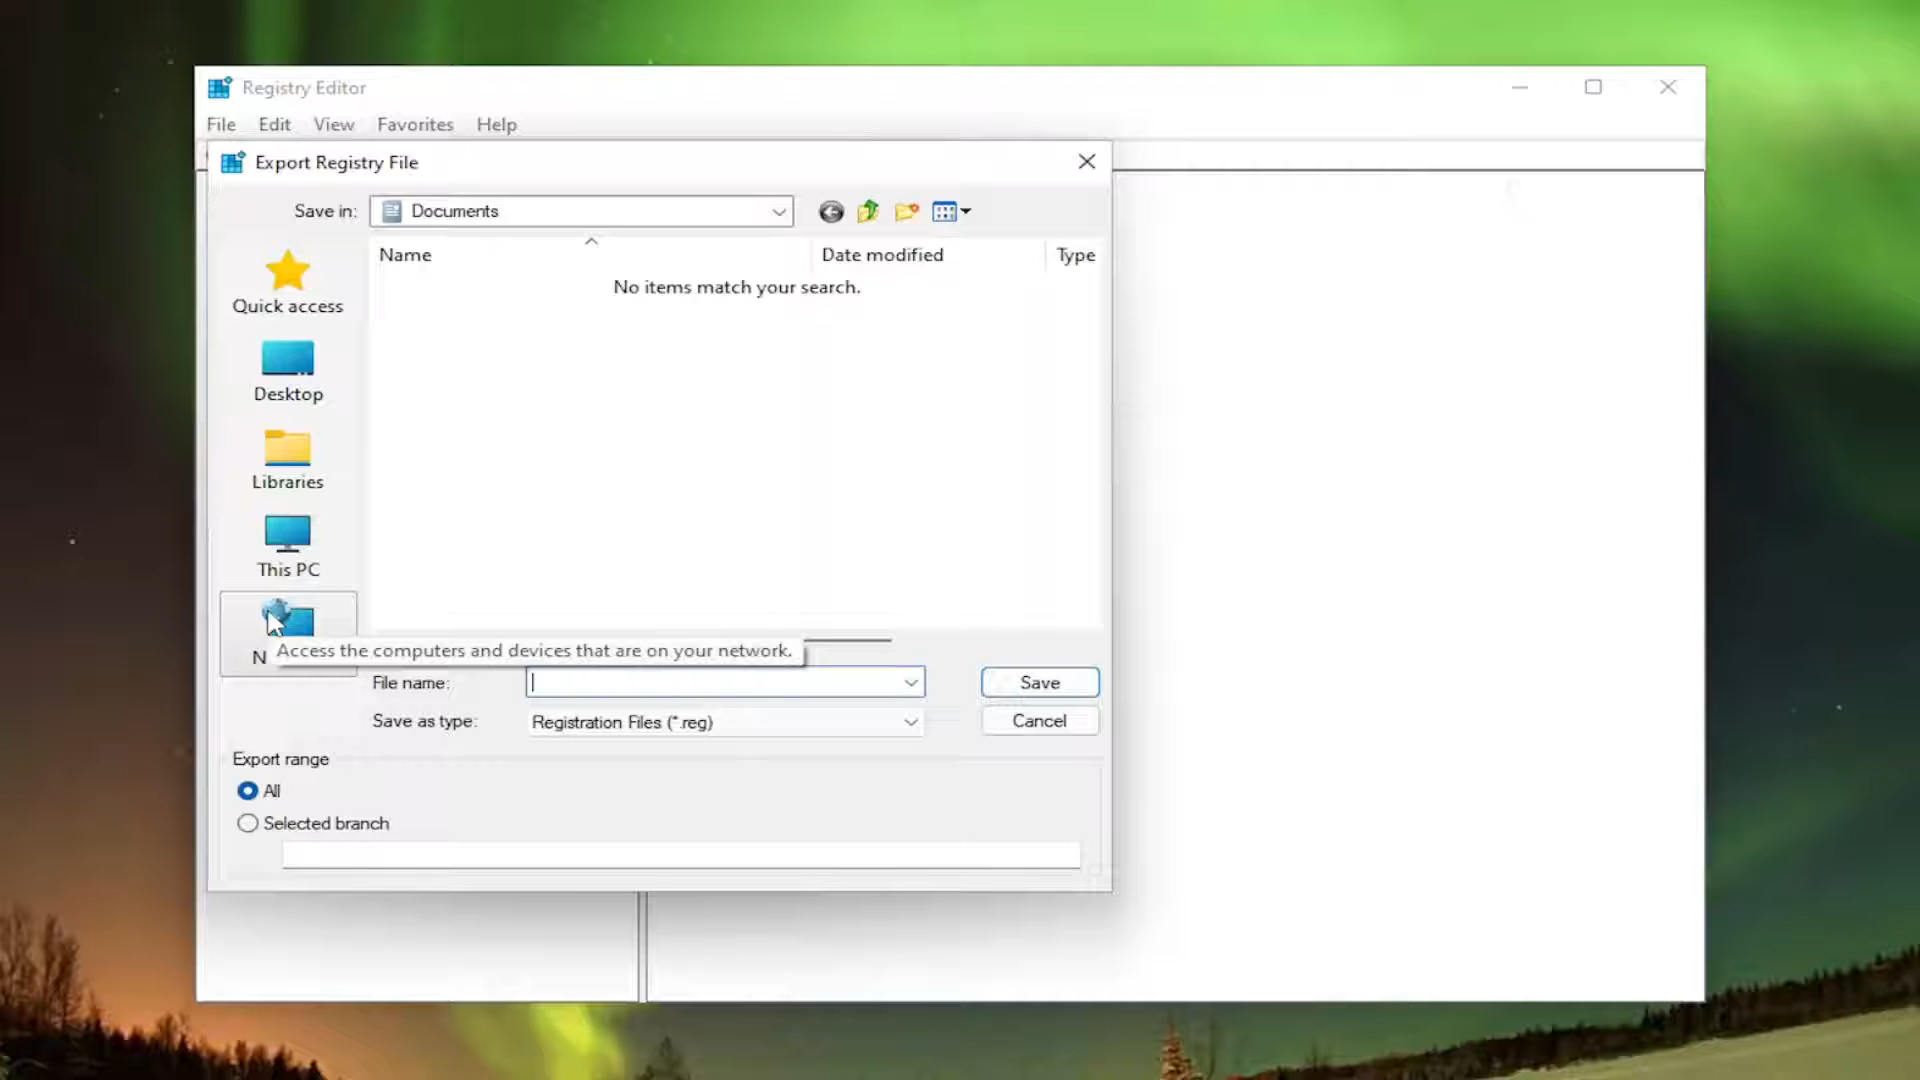 Registry Editor
File Edit View Favorites Help
Export Registry File
Save in: Documents
Name Date modified Type
No items match your search.
Quick access
Desktop
Libraries
This PC
N
Access the computers and devices that are on your network.
File name: Save
Save as type: Registration Files (*.reg) Cancel
Export range
All
Selected branch